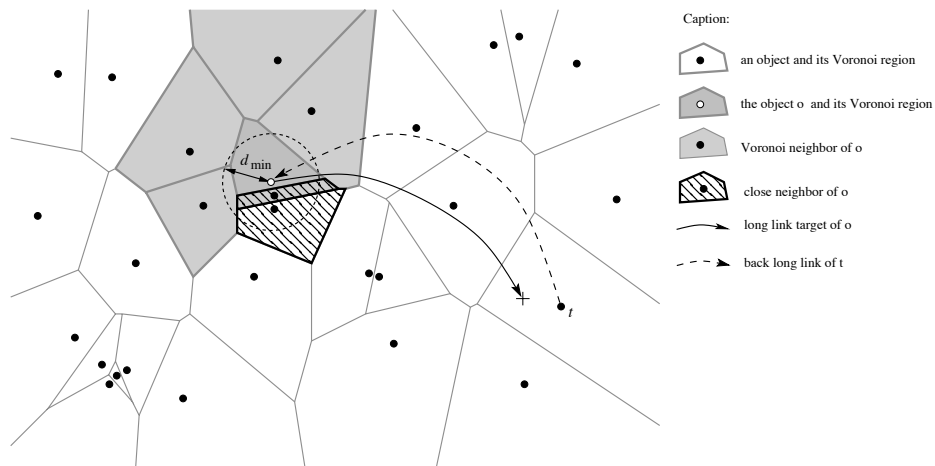 Caption:
an object and its Voronoi region
the object o and its Voronoi region
Voronoi neighbor of o
close neighbor of o
long link target of o
back long link of t
d min
t